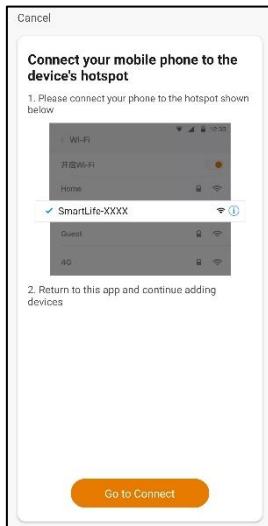 Cancel
Connect your mobile phone to the
device's hotspot
1. Please connect your phone to the hotspot shown
below
10:30
Wi-Fi
开启Wi-Fi
Home
SmartLife-XXXX
Guest
4G
2. Return to this app and continue adding
devices
Go to Connect